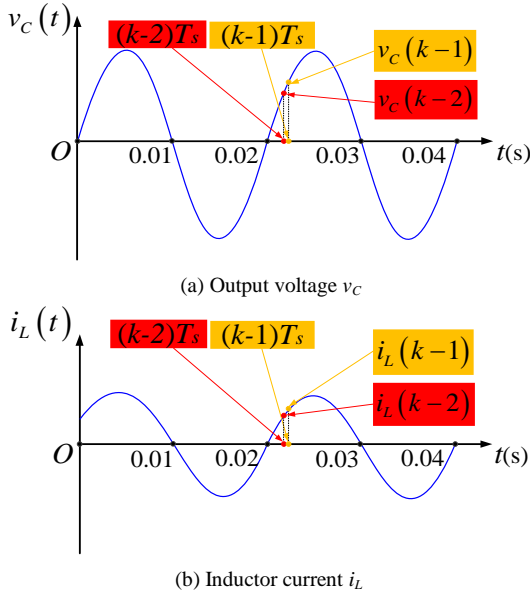 v_C(t)
(k-2)T_s
(k-1)T_s
v_C(k-1)
v_C(k-2)
O
0.01
0.02
0.03
0.04
t(s)
(a) Output voltage v_C
i_L(t)
(k-2)T_s
(k-1)T_s
i_L(k-1)
i_L(k-2)
O
0.01
0.02
0.03
0.04
t(s)
(b) Inductor current i_L